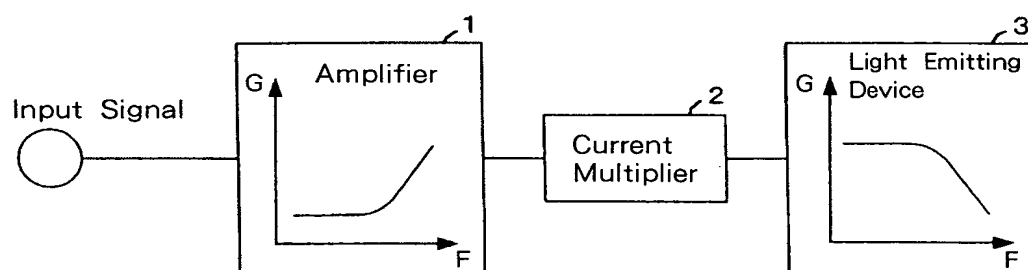 Input Signal
1
Amplifier
G
F
2
Current
Multiplier
3
Light Emitting
Device
G
F